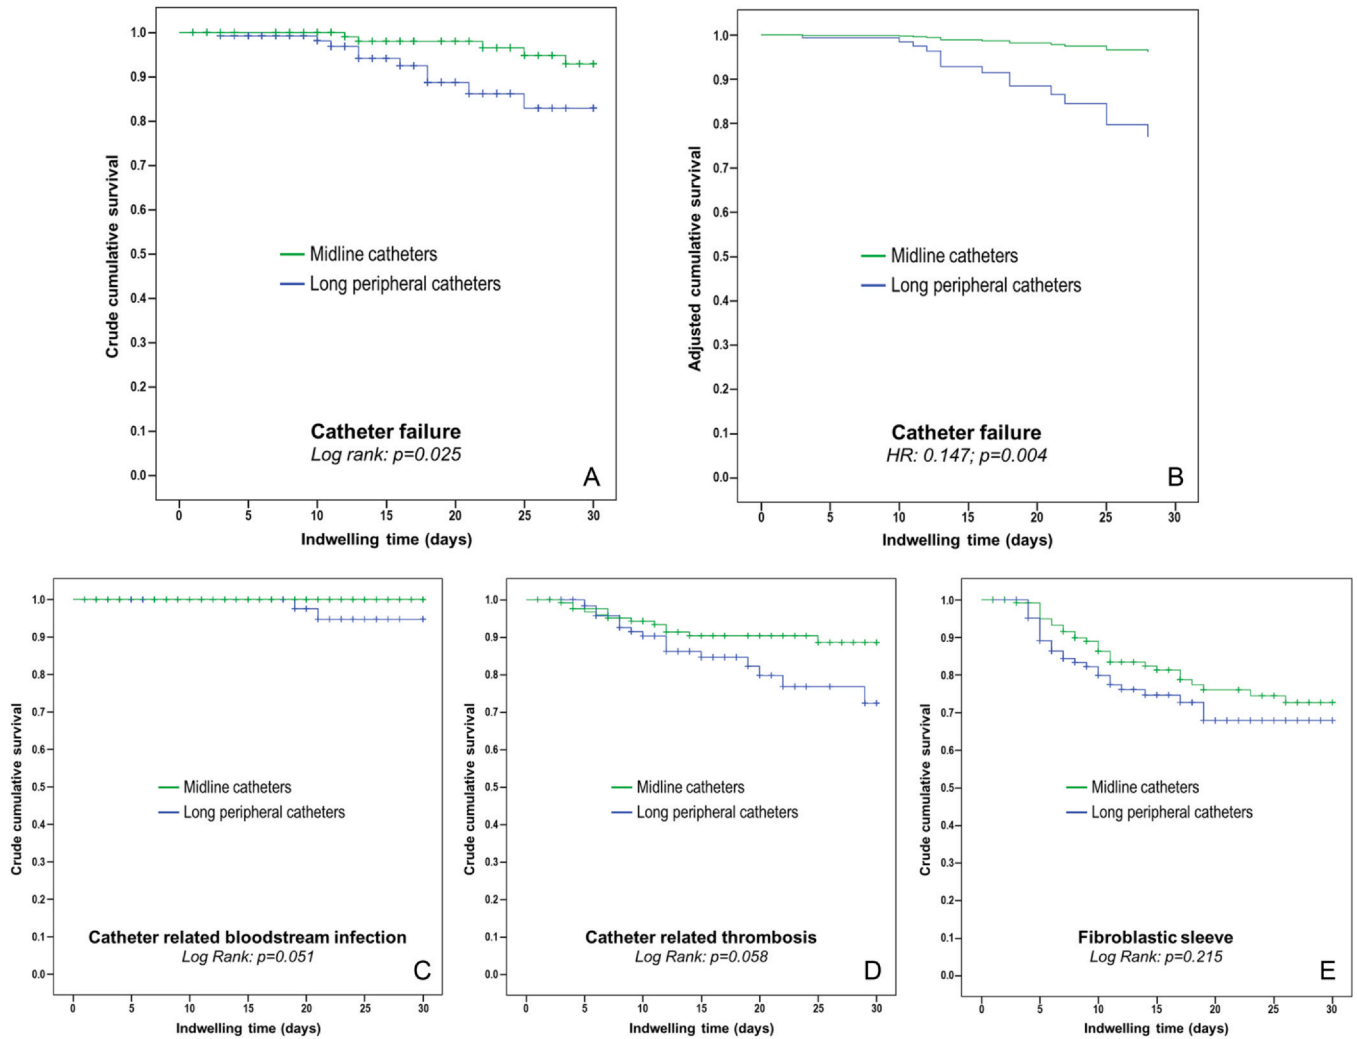 1.0
0.9
0.8
0.7
0.6
0.5
0.4
0.3
0.2
0.1
0.0
Crude cumulative survival
Midline catheters
Long peripheral catheters
Catheter failure
Log rank: p=0.025
A
0 5 10 15 20 25 30
Indwelling time (days)
1.0
0.9
0.8
0.7
0.6
0.5
0.4
0.3
0.2
0.1
0.0
Adjusted cumulative survival
Midline catheters
Long peripheral catheters
Catheter failure
HR: 0.147; p=0.004
B
0 5 10 15 20 25 30
Indwelling time (days)
1.0
0.9
0.8
0.7
0.6
0.5
0.4
0.3
0.2
0.1
0.0
Crude cumulative survival
Midline catheters
Long peripheral catheters
Catheter related bloodstream infection
Log Rank: p=0.051
C
0 5 10 15 20 25 30
Indwelling time (days)
1.0
0.9
0.8
0.7
0.6
0.5
0.4
0.3
0.2
0.1
0.0
Crude cumulative survival
Midline catheters
Long peripheral catheters
Catheter related thrombosis
Log Rank: p=0.058
D
0 5 10 15 20 25 30
Indwelling time (days)
1.0
0.9
0.8
0.7
0.6
0.5
0.4
0.3
0.2
0.1
0.0
Crude cumulative survival
Midline catheters
Long peripheral catheters
Fibroblastic sleeve
Log Rank: p=0.215
E
0 5 10 15 20 25 30
Indwelling time (days)